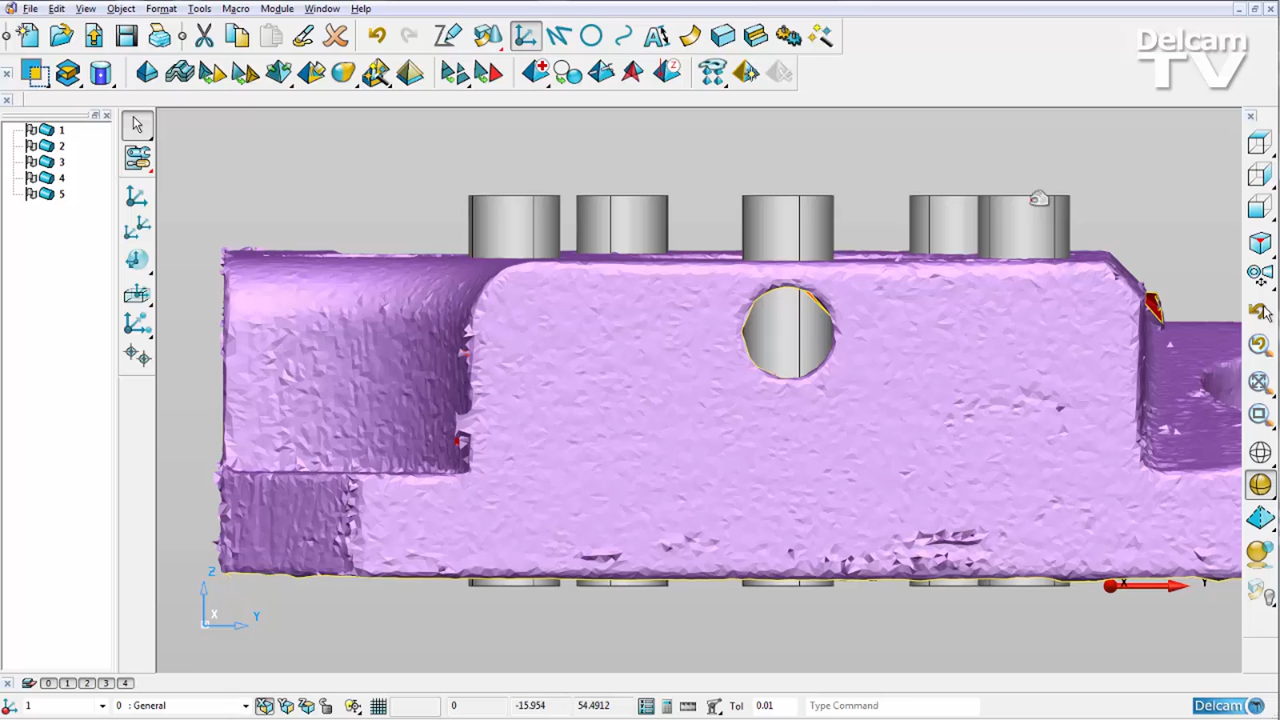 File Edit View Object Format Tools Macro Module Window Help
Delcam
TV
1
2
3
4
5
Z
X
Y
X
Y
0 1 2 3 4
1
0 : General
0
-15.954
54.4912
Tol
0.01
Type Command
Delcam